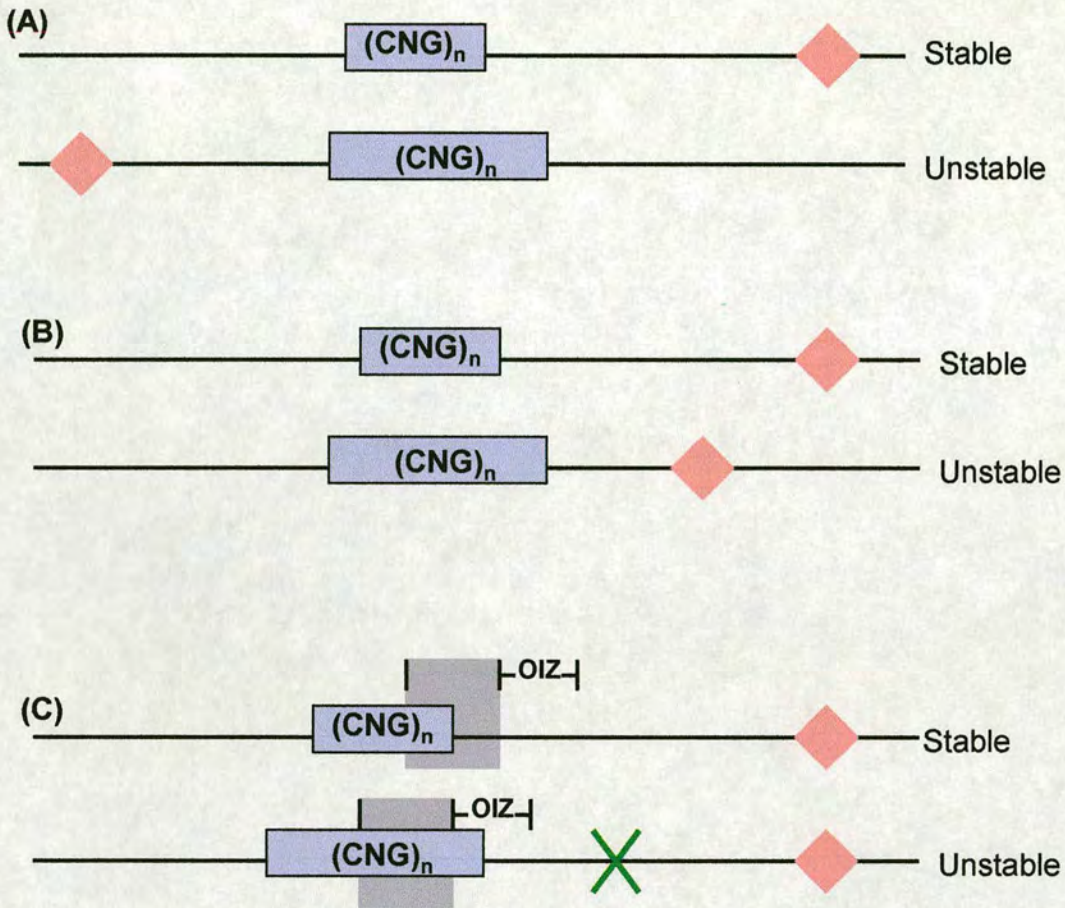 (A)
(CNG)n Stable
(CNG)n Unstable
(B)
(CNG)n Stable
(CNG)n Unstable
OIZ
(C)
(CNG)n Stable
OIZ
(CNG)n Unstable